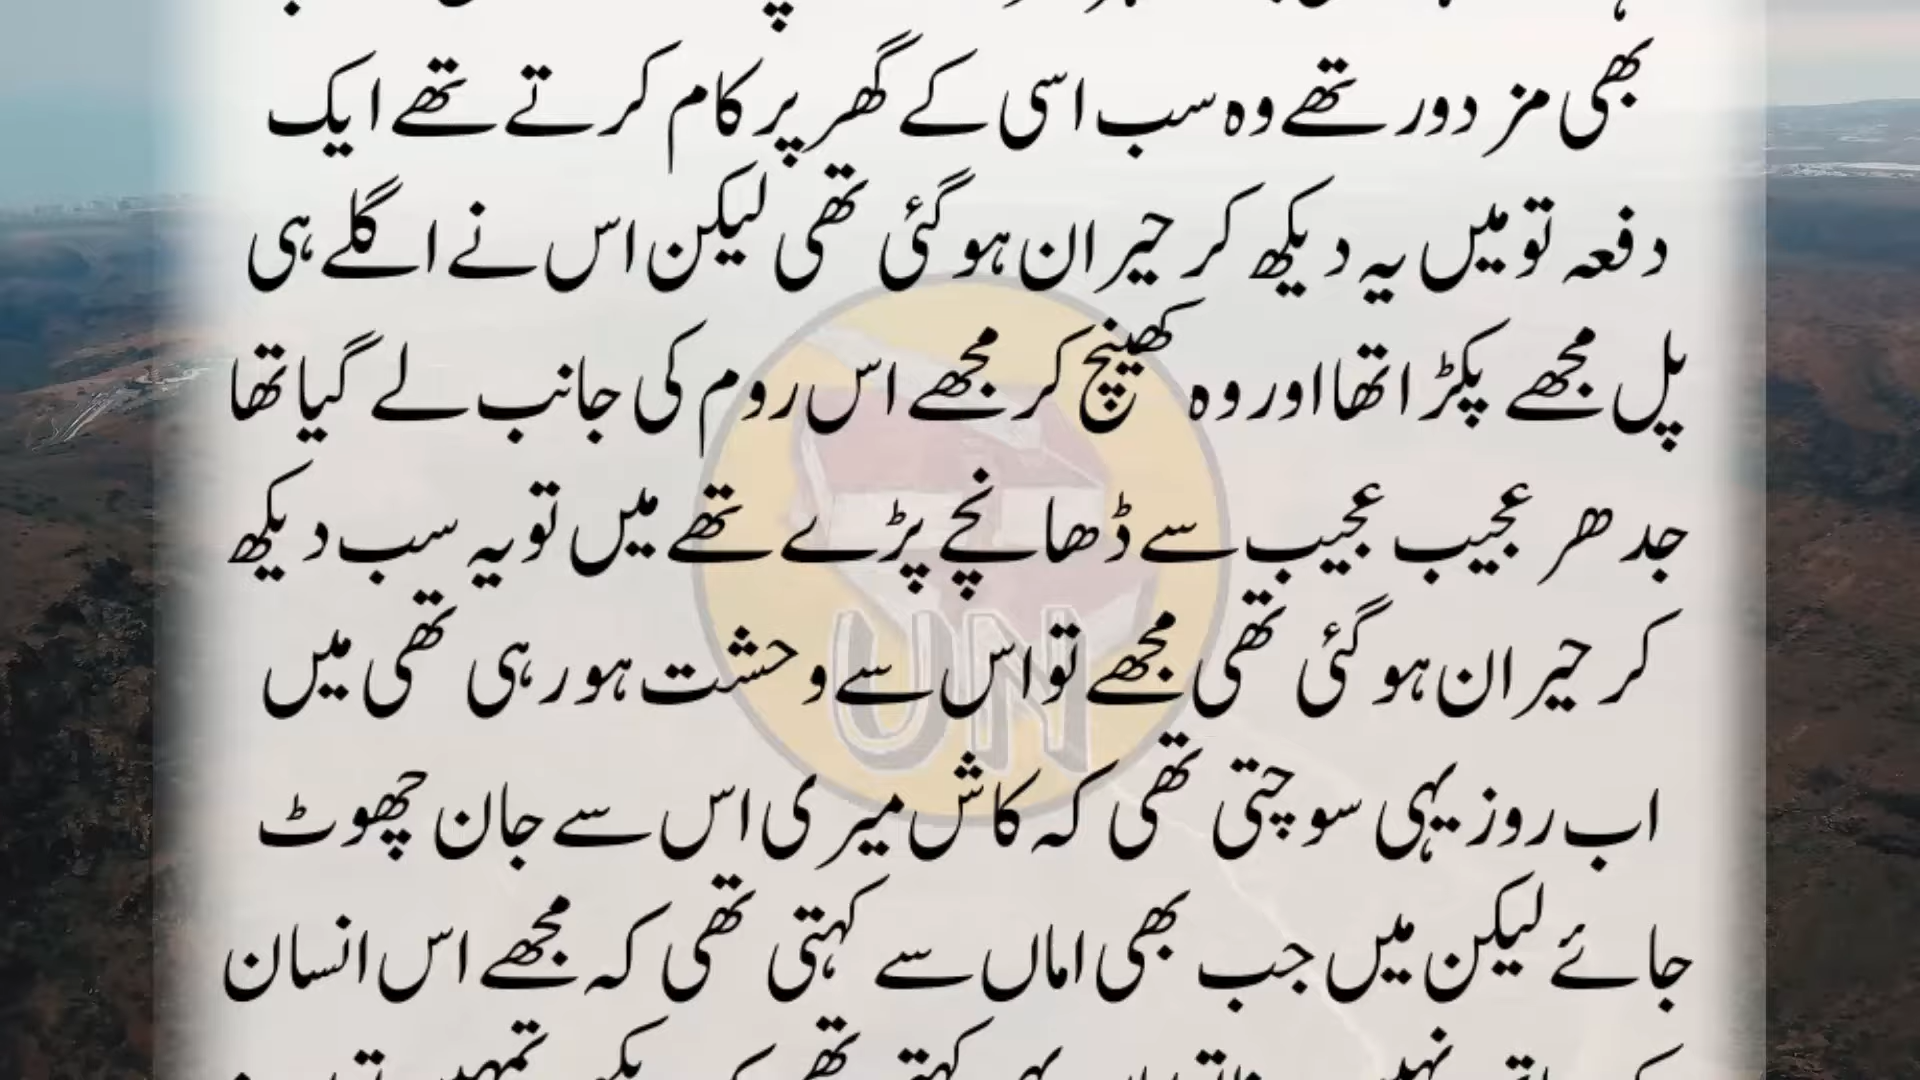 بھی مزدور تھے وہ سب اسی کے گھر پر کام کرتے تھے ایک
دفعہ تو میں یہ دیکھ کر حیران ہو گئی تھی لیکن اس نے اگلے ہی
پل مجھے پکڑا تھا اور وہ کھینچ کر مجھے اس روم کی جانب لے گیا تھا
جدھر عجیب عجیب سے ڈھانچے پڑے تھے میں تو یہ سب دیکھ
کر حیران ہو گئی تھی مجھے تو اس سے وحشت ہو رہی تھی میں
اب روز یہی سوچتی تھی کہ کاش میری اس سے جان چھوٹ
جائے لیکن میں جب بھی اماں سے کہتی تھی کہ مجھے اس انسان
UN